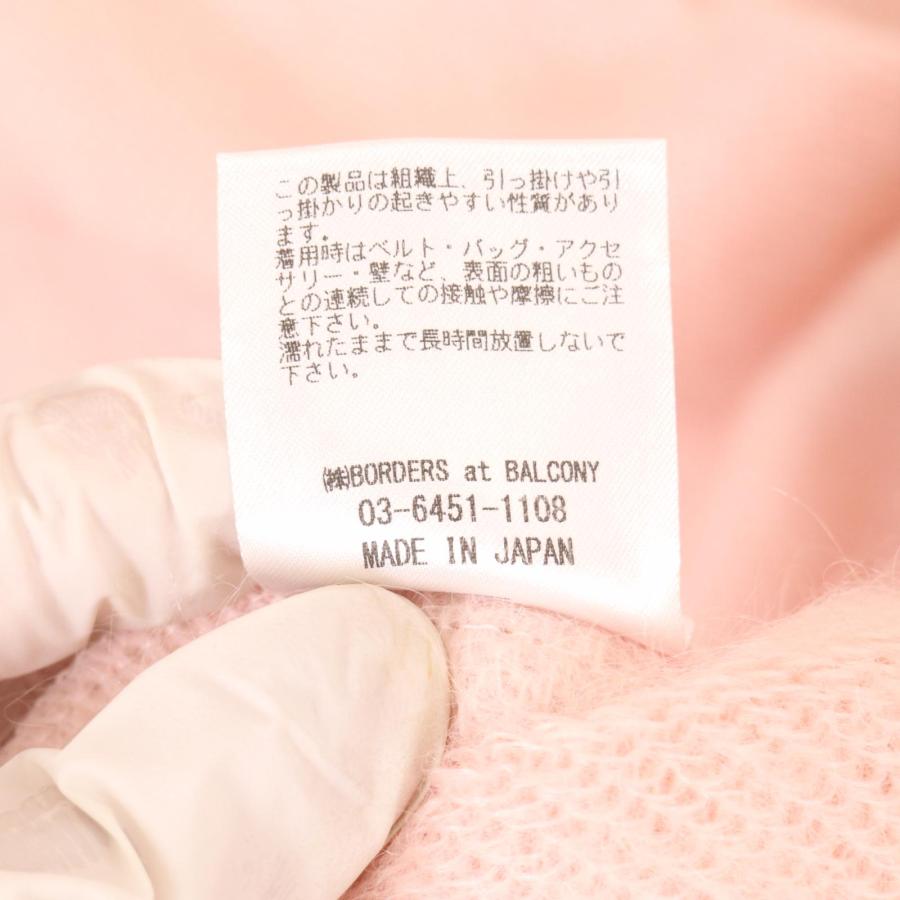 この製品は組織上、引っ掛けや引
っ掛かりの起きやすい性質があり
ます。
着用時はベルト・バッグ・アクセ
サリー・壁など、表面の粗いもの
との連続しての接触や摩擦にご注
意下さい。
濡れたままで長時間放置しないで
下さい。
㈱BORDERS at BALCONY
03-6451-1108
MADE IN JAPAN